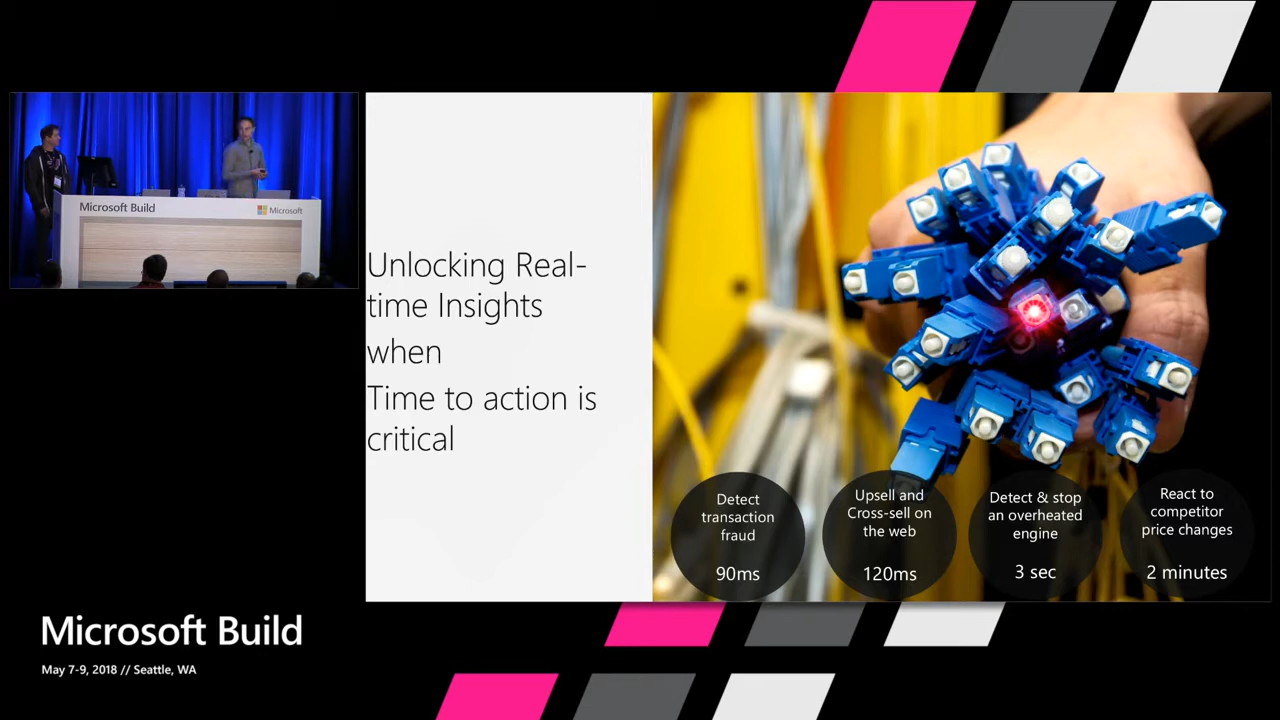 Microsoft Build
Microsoft
Unlocking Real-
time Insights
when
Time to action is
critical
Detect
transaction
fraud
90ms
Upsell and
Cross-sell on
the web
120ms
Detect & stop
an overheated
engine
3 sec
React to
competitor
price changes
2 minutes
Microsoft Build
May 7-9, 2018 // Seattle, WA